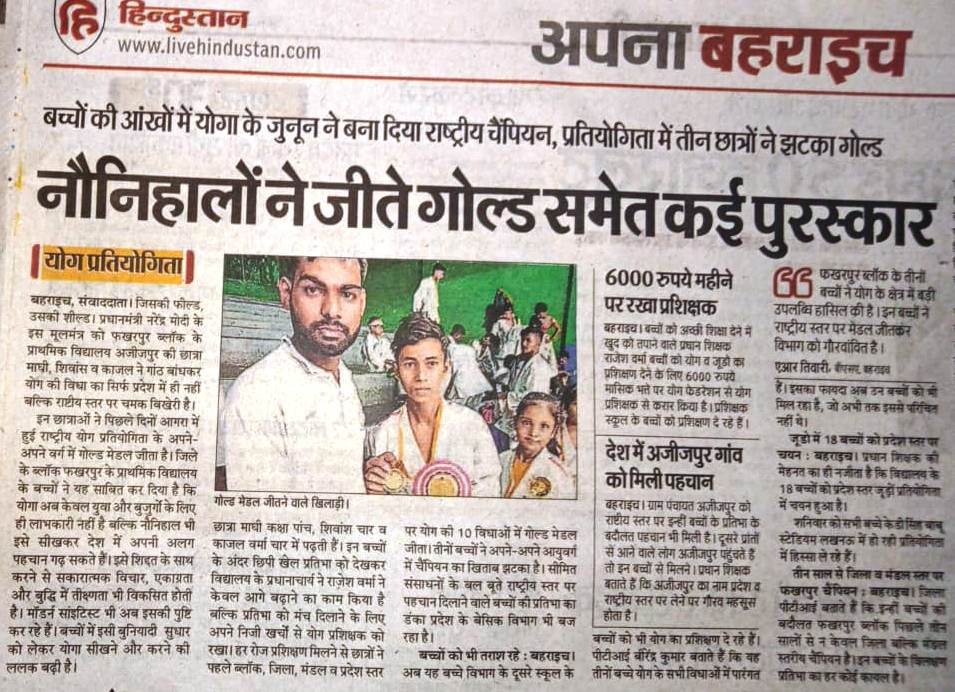 हि हिन्दुस्तान
www.livehindustan.com
अपना बहराइच
बच्चों की आंखों में योगा के जुनून ने बना दिया राष्ट्रीय चैंपियन, प्रतियोगिता में तीन छात्रों ने झटका गोल्ड
नौनिहालों ने जीते गोल्ड समेत कई पुरस्कार
योग प्रतियोगिता
बहराइच, संवाददाता। जिसकी फील्ड,
उसकी शील्ड। प्रधानमंत्री नरेंद्र मोदी के
इस मूलमंत्र को फखरपुर ब्लॉक के
प्राथमिक विद्यालय अजीजपुर की छात्रा
माधी, शिवांस व काजल ने गांठ बांधकर
योग की विधा का सिर्फ प्रदेश में ही नहीं
बल्कि राष्टीय स्तर पर चमक बिखेरी है।
इन छात्राओं ने पिछले दिनों आगरा में
हुई राष्ट्रीय योग प्रतियोगिता के अपने-
अपने वर्ग में गोल्ड मेडल जीता है। जिले
के ब्लॉक फखरपुर के प्राथमिक विद्यालय
के बच्चों ने यह साबित कर दिया है कि
योगा अब केवल युवा और बुजुर्गो के लिए
ही लाभकारी नहीं है बल्कि नौनिहाल भी
इसे सीखकर देश में अपनी अलग
पहचान गढ़ सकते हैं। इसे शिद्दत के साथ
करने से सकारात्मक विचार, एकाग्रता
और बुद्धि में तीक्ष्णता भी विकसित होती
है। मॉडर्न साइंटिस्ट भी अब इसकी पुष्टि
कर रहे हैं। बच्चों में इसी बुनियादी सुधार
को लेकर योगा सीखने और करने की
ललक बढ़ी है।
गोल्ड मेडल जीतने वाले खिलाड़ी।
छात्रा माधी कक्षा पांच, शिवांश चार व
काजल वर्मा चार में पढ़ती हैं। इन बच्चों
के अंदर छिपी खेल प्रतिभा को देखकर
विद्यालय के प्रधानाचार्य ने राजेश वर्मा ने
केवल आगे बढ़ाने का काम किया है
बल्कि प्रतिभा को मंच दिलाने के लिए
अपने निजी खर्चो से योग प्रशिक्षक को
रखा। हर रोज प्रशिक्षण मिलने से छात्रों ने
पहले ब्लॉक, जिला, मंडल व प्रदेश स्तर
पर योग की 10 विधाओं में गोल्ड मेडल
जीता। तीनों बच्चों ने अपने-अपने आयुवर्ग
में चैंपियन का खिताब झटका है। सीमित
संसाधनों के बल बूते राष्ट्रीय स्तर पर
पहचान दिलाने वाले बच्चों की प्रतिभा का
डंका प्रदेश के बेसिक विभाग भी बज
रहा है।
बच्चों को भी तराश रहे : बहराइच।
अब यह बच्चे विभाग के दूसरे स्कूल के
6000 रुपये महीने
पर रखा प्रशिक्षक
बहराइच। बच्चों को अच्छी शिक्षा देने में
खुद को तपाने वाले प्रधान शिक्षक
राजेश वर्मा बच्चों को योग व जूडो का
प्रशिक्षण देने के लिए 6000 रुपये
मासिक भत्ते पर योग फेडरेशन से योग
प्रशिक्षक से करार किया है। प्रशिक्षक
स्कूल के बच्चों को प्रशिक्षण दे रहे हैं।
देश में अजीजपुर गांव
को मिली पहचान
बहराइच। ग्राम पंचायत अजीजपुर को
राष्टीय स्तर पर इन्हीं बच्चों के प्रतिभा के
बदौलत पहचान भी मिली है। दूसरे प्रांतों
से आने वाले लोग अजीजपुर पहुंचते हैं
तो इन बच्चों से मिलने। प्रधान शिक्षक
बताते हैं कि अजीजपुर का नाम प्रदेश व
राष्ट्रीय स्तर पर लेने पर गौरव महसूस
होता है।
बच्चों को भी योग का प्रशिक्षण दे रहे हैं।
पीटीआई बीरेंद्र कुमार बताते हैं कि यह
तीनों बच्चे योग के सभी विधाओं में पारंगत
फखरपुर ब्लॉक के तीनों
बच्चों ने योग के क्षेत्र में बड़ी
उपलब्धि हासिल की है। इन बच्चों ने
राष्ट्रीय स्तर पर मेडल जीतकर
विभाग को गौरवांवित है।
एआर तिवारी, बीएसए, बहराइच
है। इसका फायदा अब उन बच्चों को भी
मिल रहा है, जो अभी तक इससे परिचित
नहीं थे।
जूडो में 18 बच्चों को प्रदेश स्तर पर
चयन : बहराइच। प्रधान शिक्षक की
मेहनत का ही नजीता है कि विद्यालय के
18 बच्चों को प्रदेश स्तर जूडों प्रतियोगिता
में चयन हुआ है।
शनिवार को सभी बच्चे के डी सिंह बाबू
स्टेडियम लखनऊ में हो रही प्रतियोगिता
में हिस्सा ले रहे हैं।
तीन साल से जिला व मंडल स्तर पर
फखरपुर चैंपियन : बहराइच। जिला
पीटीआई बताते हैं कि इन्हीं बच्चों की
बदौलत फखरपुर ब्लॉक पिछले तीन
सालों से न केवल जिला बल्कि मंडल
स्तरीय चैंपियन है। इन बच्चों के विलक्षण
प्रतिभा का हर कोई कायल है।